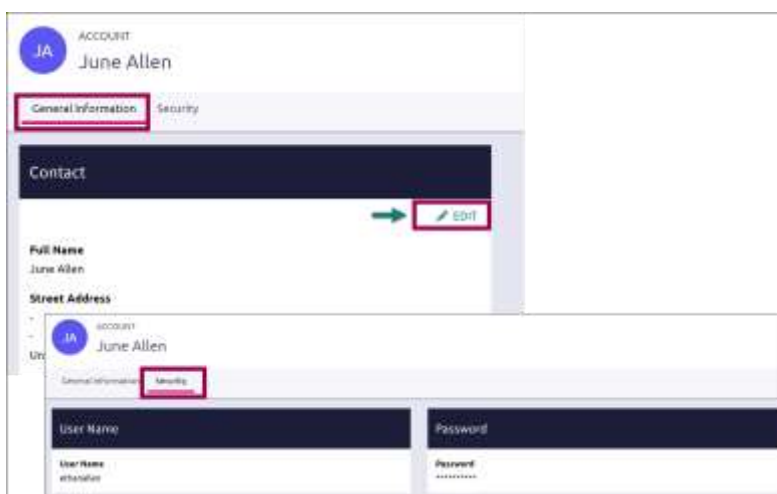 JA
ACCOUNT
June Allen
General Information Security
Contact
EDIT
Full Name
June Allen
Street Address
-
-
JA
ACCOUNT
June Allen
General Information Security
User Name Password
User Name Password
ethanallen ••••••••••